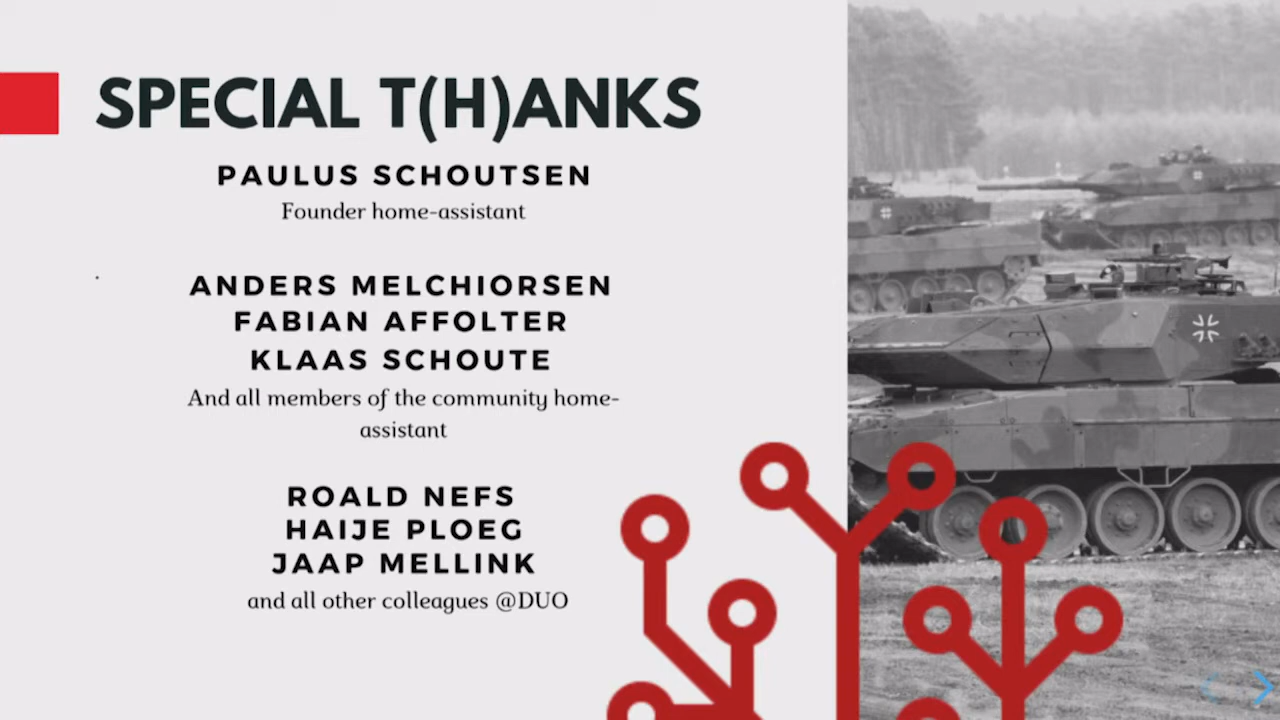 SPECIAL T(H)ANKS
PAULUS SCHOUTSEN
Founder home-assistant
ANDERS MELCHIORSEN
FABIAN AFFOLTER
KLAAS SCHOUTE
And all members of the community home-
assistant
ROALD NEFS
HAIJE PLOEG
JAAP MELLINK
and all other colleagues @DUO